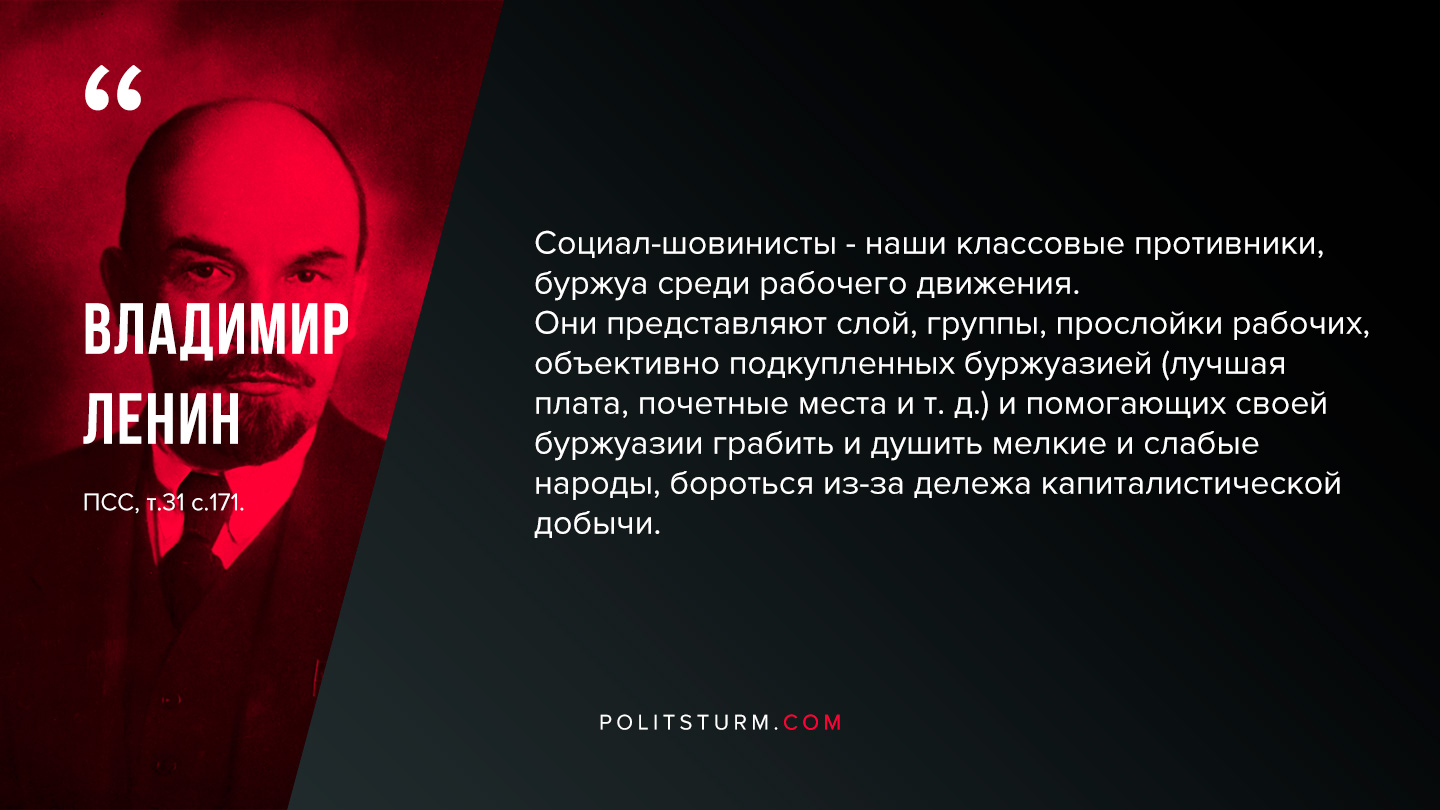 “
ВЛАДИМИР
ЛЕНИН
ПСС, т.31 с.171.
Социал-шовинисты - наши классовые противники,
буржуа среди рабочего движения.
Они представляют слой, группы, прослойки рабочих,
объективно подкупленных буржуазией (лучшая
плата, почетные места и т. д.) и помогающих своей
буржуазии грабить и душить мелкие и слабые
народы, бороться из-за дележа капиталистической
добычи.
POLITSTURM.COM